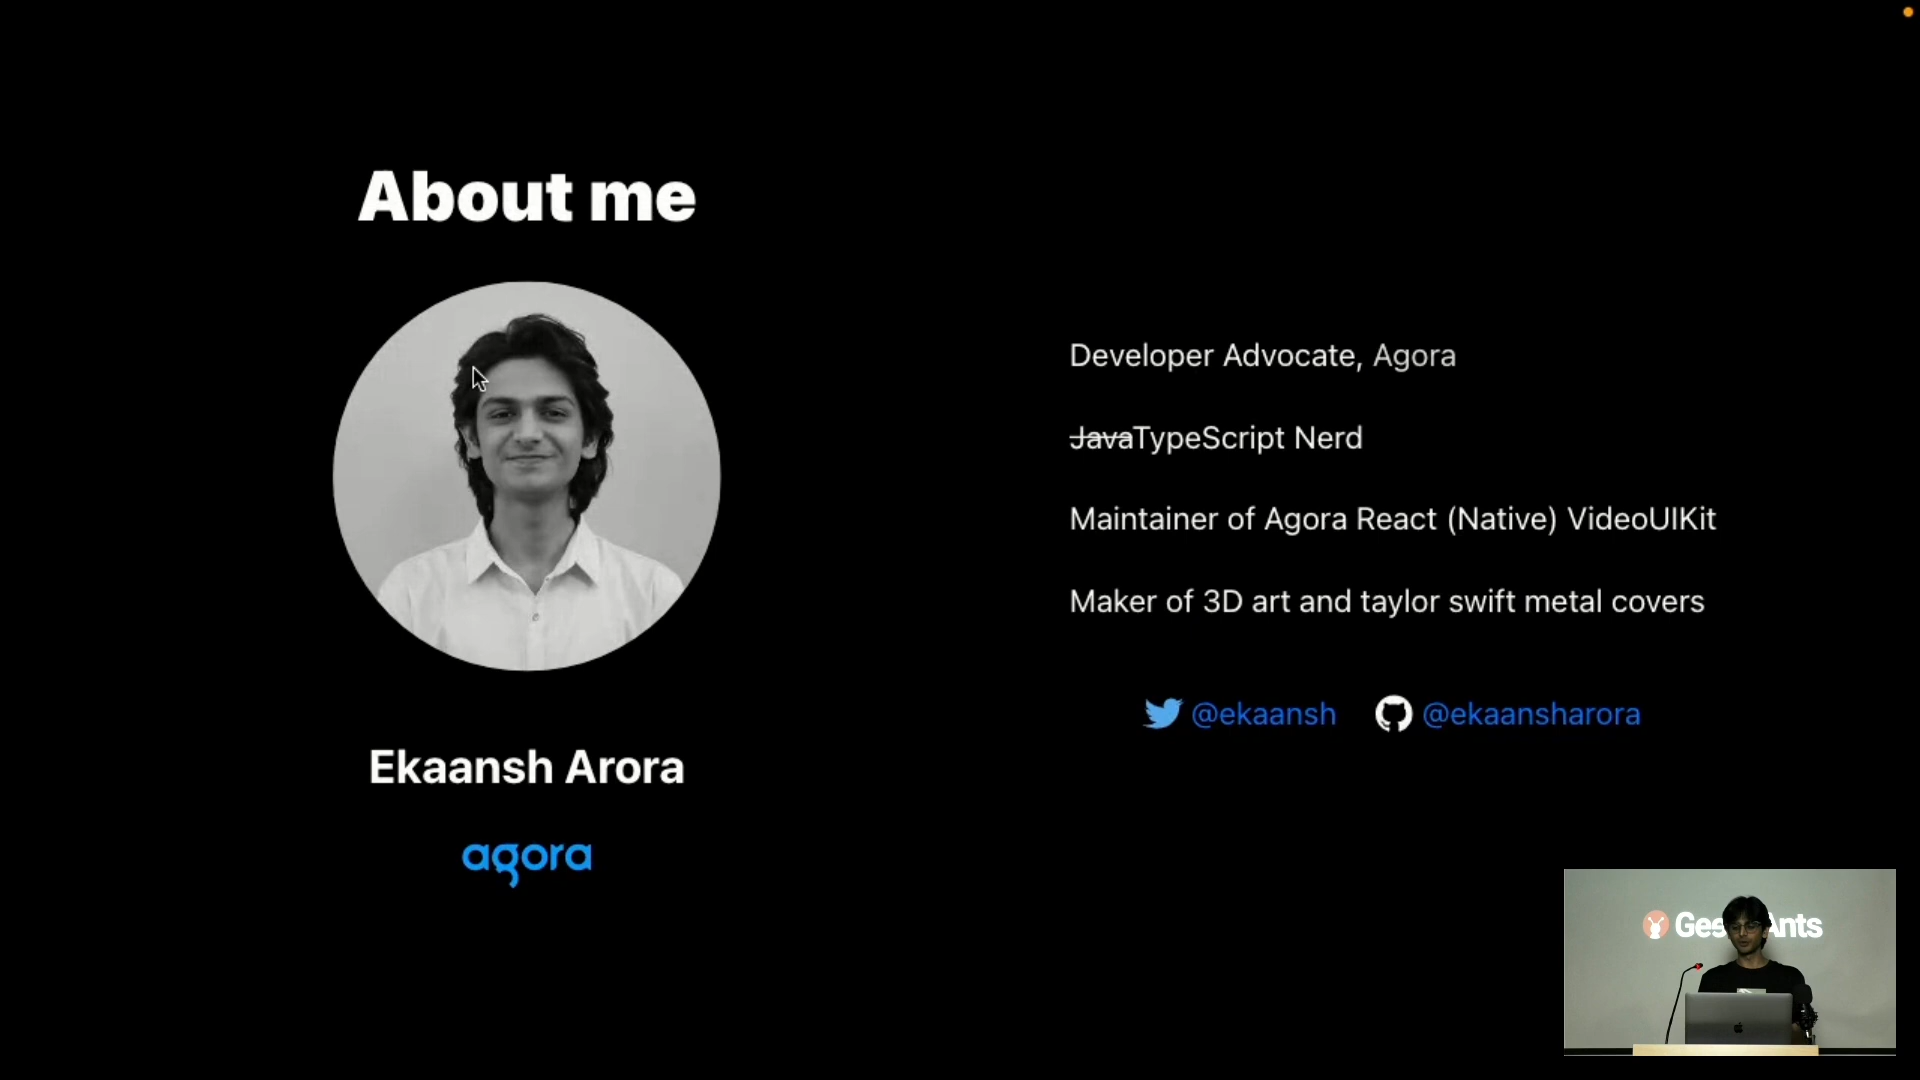 About me
Developer Advocate, Agora
JavaTypeScript Nerd
Maintainer of Agora React (Native) VideoUIKit
Maker of 3D art and taylor swift metal covers
@ekaansh @ekaansharora
Ekaansh Arora
agora